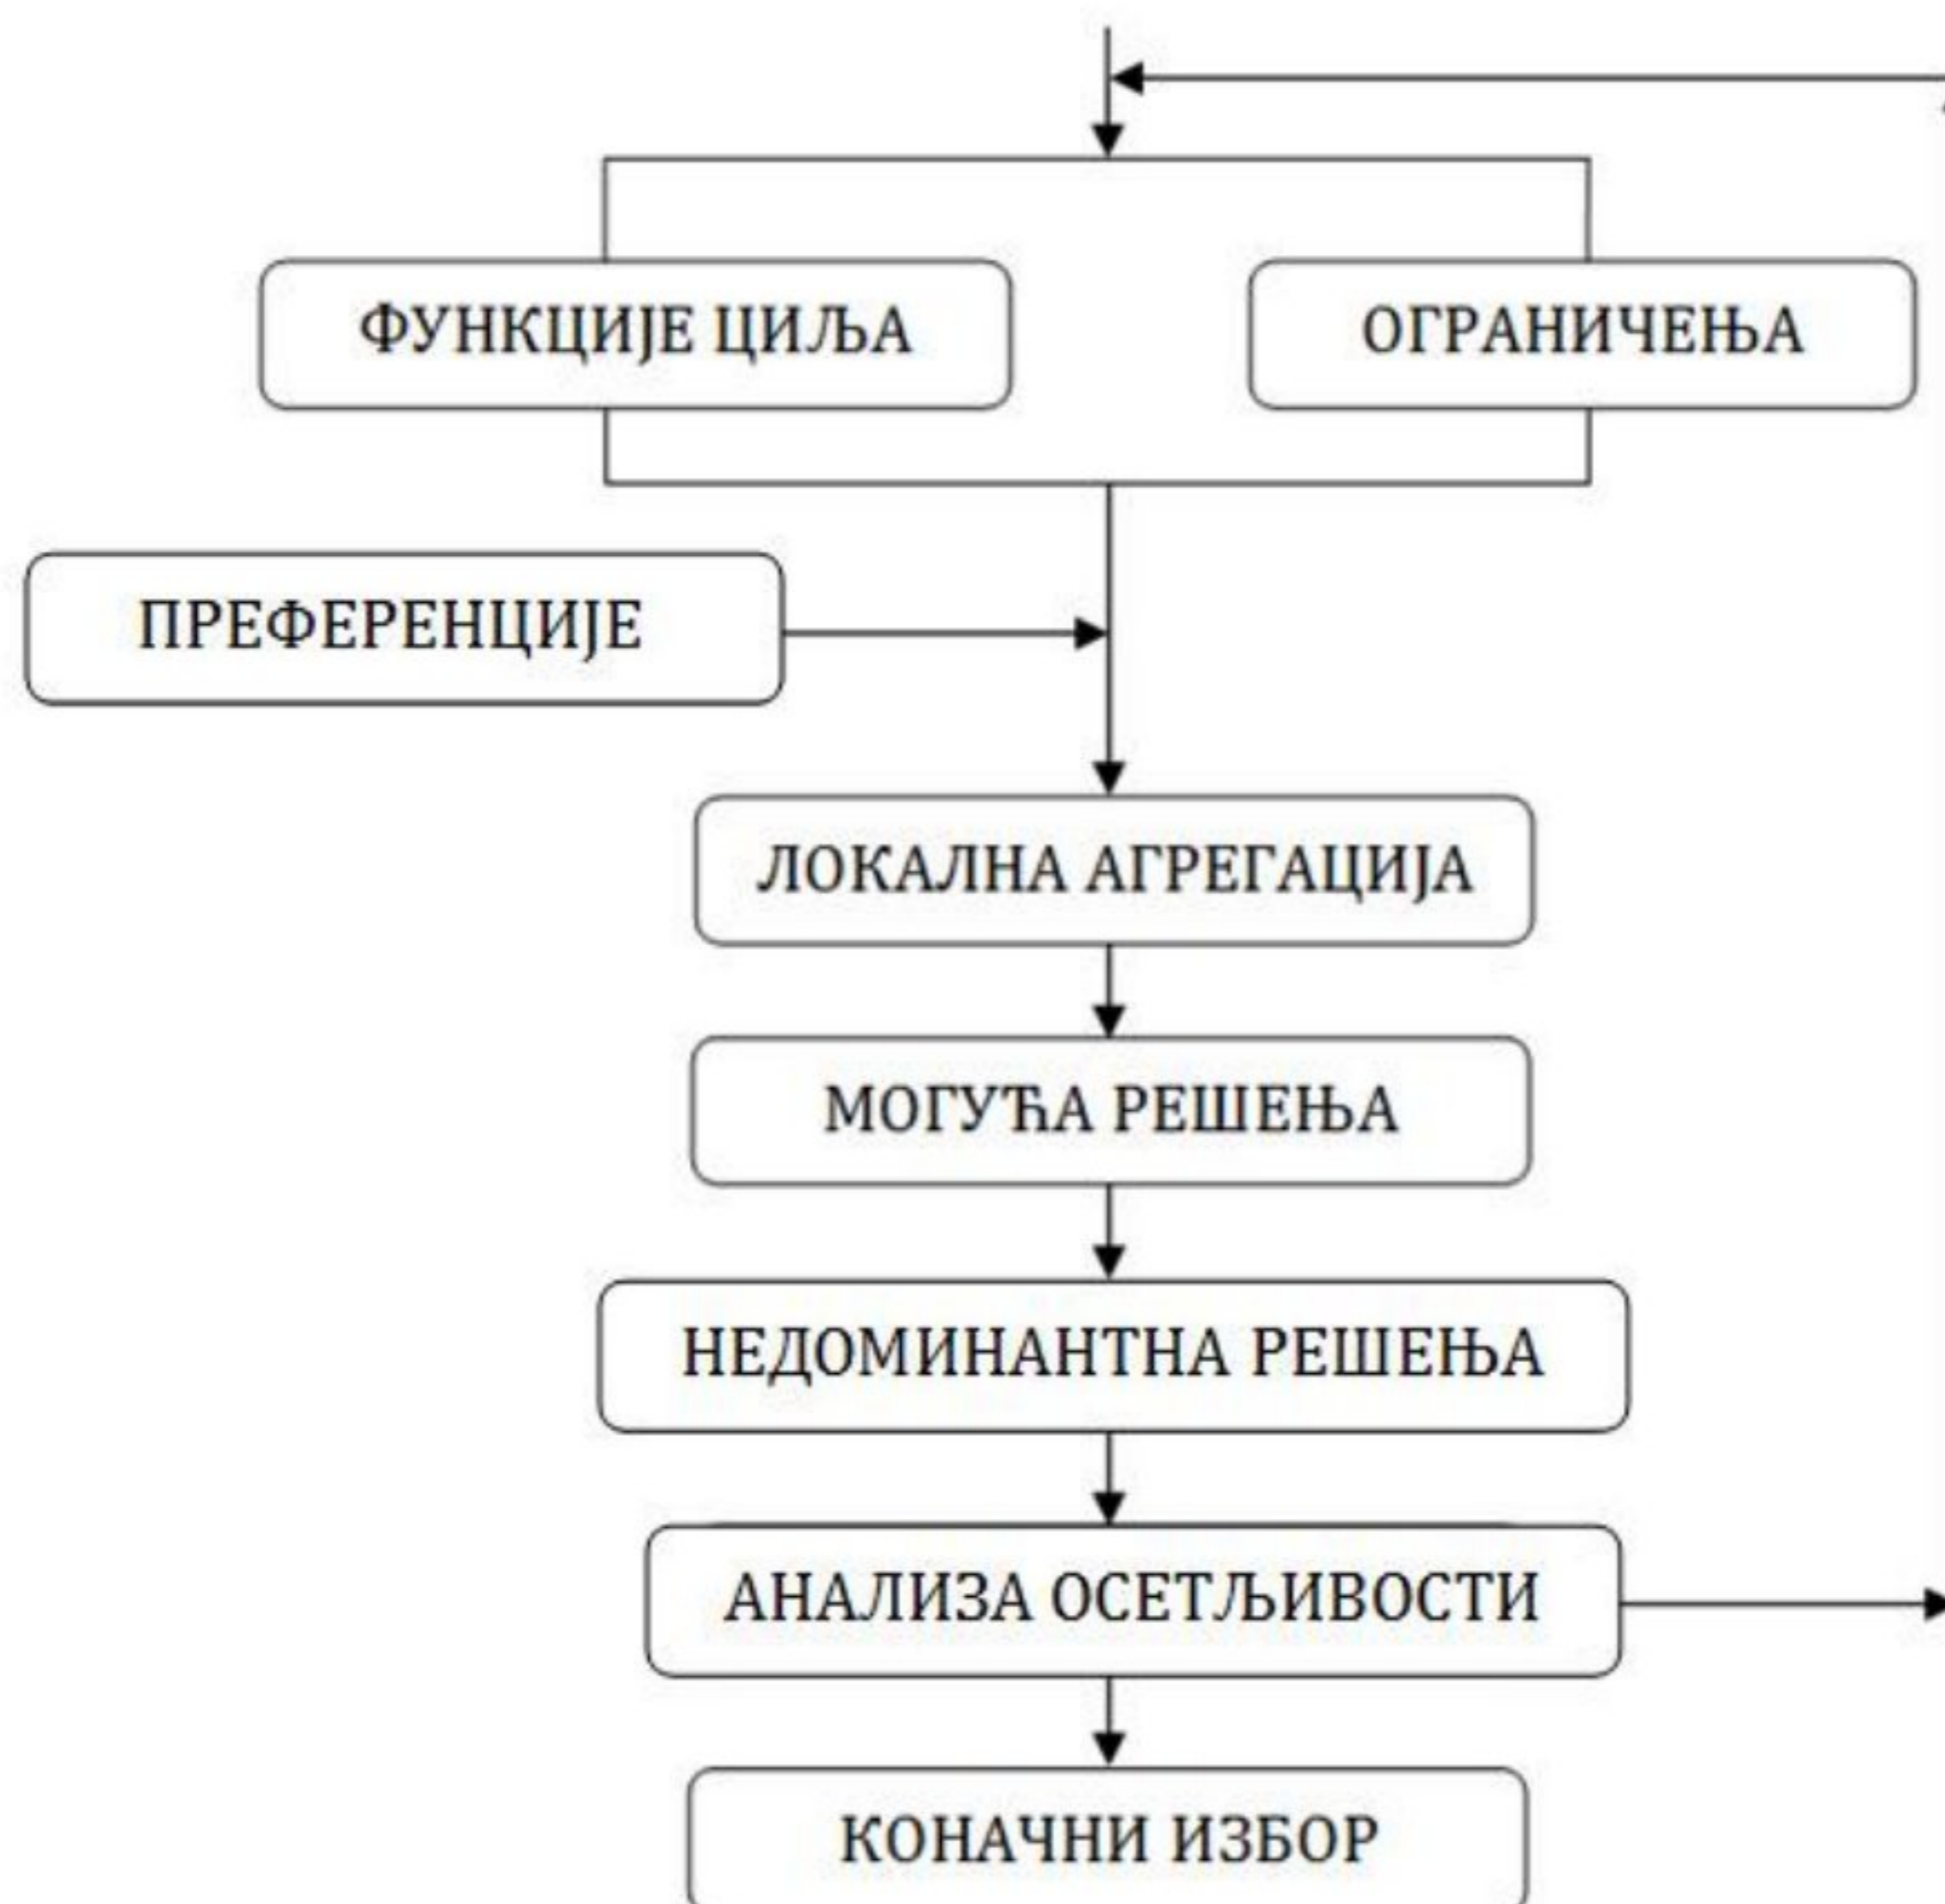 ФУНКЦИЈЕ ЦИЉА
ОГРАНИЧЕЊА
ПРЕФЕРЕНЦИЈЕ
ЛОКАЛНА АГРЕГАЦИЈА
МОГУЋА РЕШЕЊА
НЕДОМИНАНТНА РЕШЕЊА
АНАЛИЗА ОСЕТЉИВОСТИ
КОНАЧНИ ИЗБОР